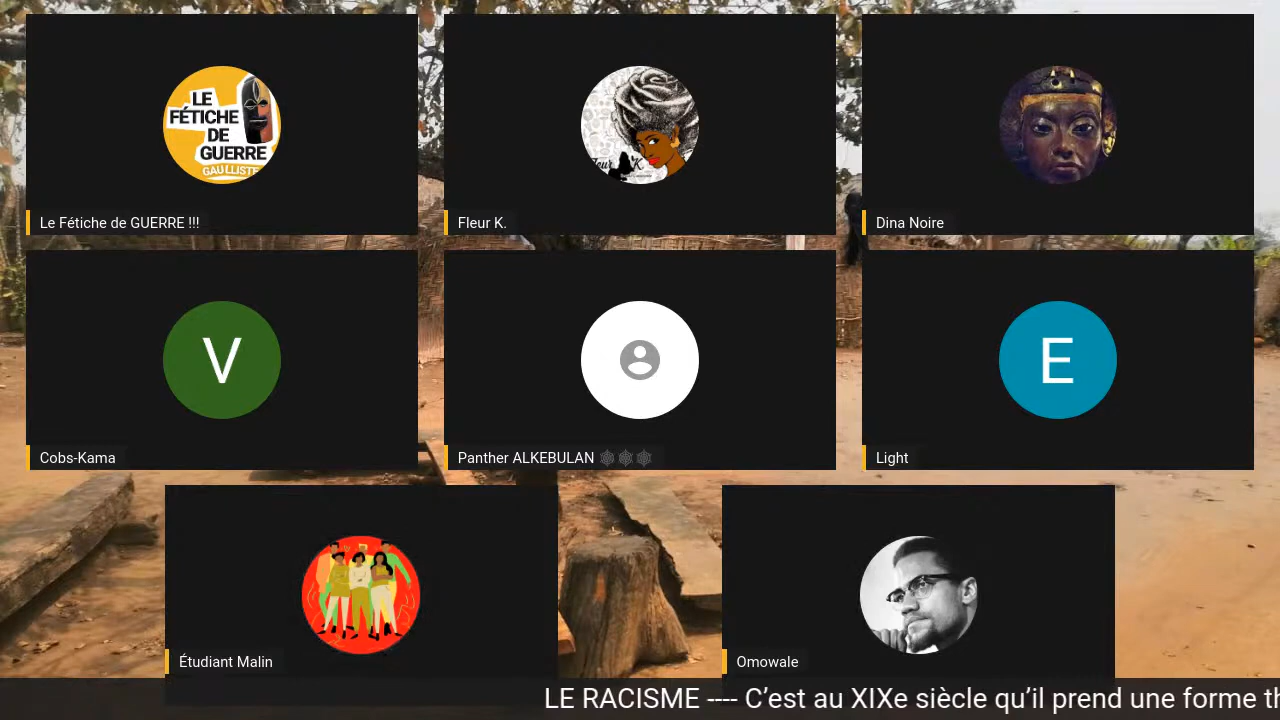 LE
FÉTICHE
DE
GUERRE
GAULLISTE
Le Fétiche de GUERRE !!!
Fleur K.
Dina Noire
V
E
Cobs-Kama
Panther ALKEBULAN
Light
Étudiant Malin
Omowale
LE RACISME ---- C’est au XIXe siècle qu’il prend une forme th